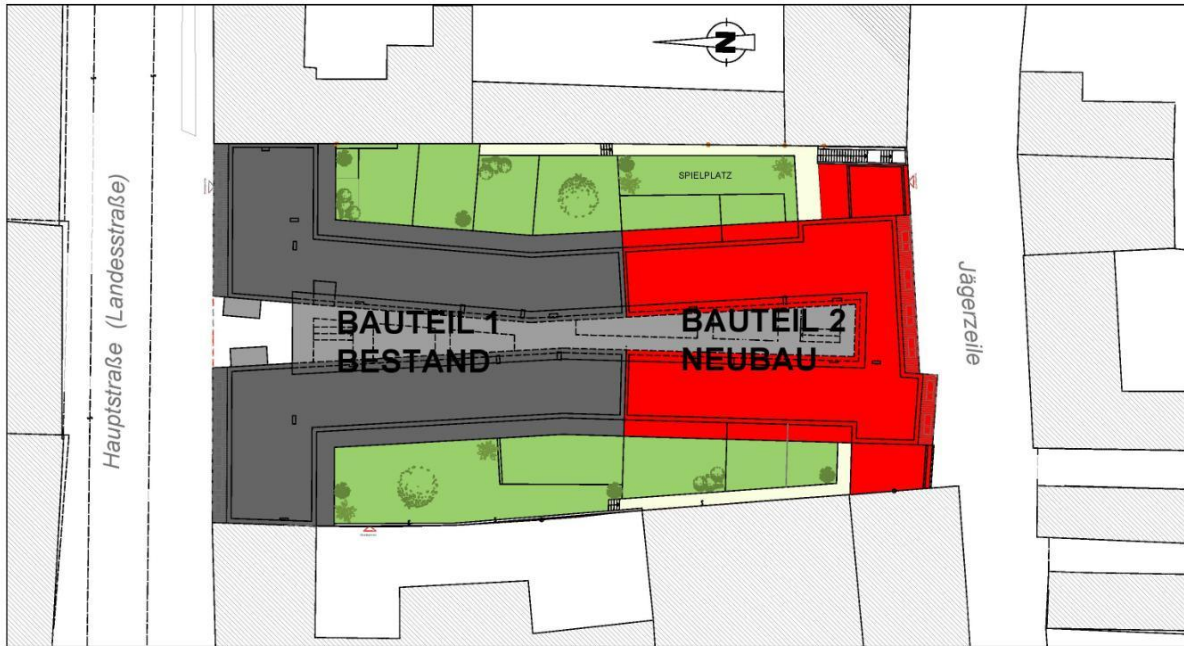 N
SPIELPLATZ
Hauptstraße (Landesstraße)
BAUTEIL 1
BESTAND
BAUTEIL 2
NEUBAU
Jägerzeile